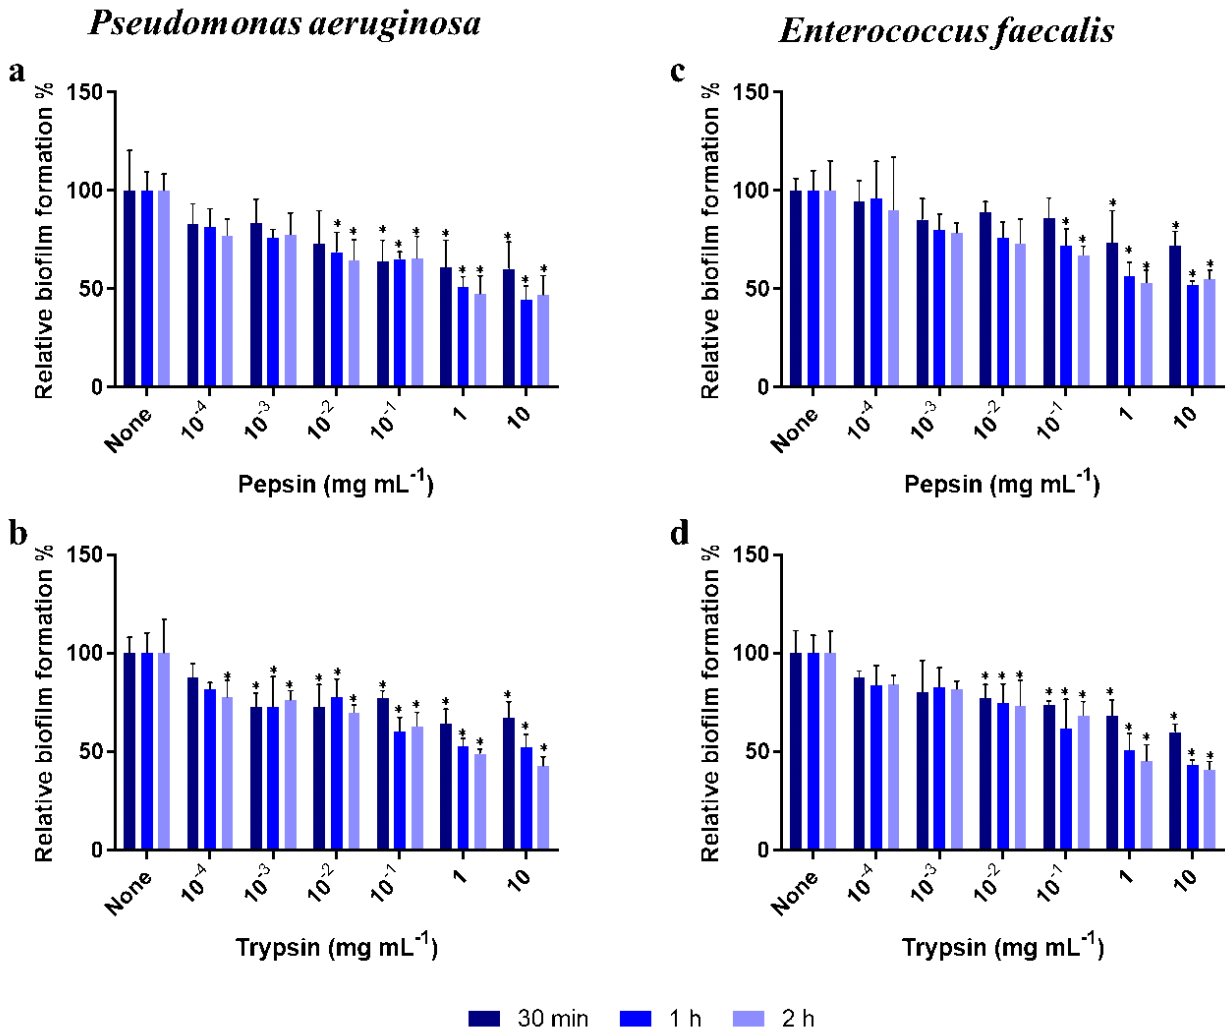 Pseudomonas aeruginosa
Enterococcus faecalis
a
Relative biofilm formation %
150
100
50
0
* * * * * * * * * * *
None 10⁻⁴ 10⁻³ 10⁻² 10⁻¹ 1 10
Pepsin (mg mL⁻¹)
c
Relative biofilm formation %
150
100
50
0
* * * * * * * *
None 10⁻⁴ 10⁻³ 10⁻² 10⁻¹ 1 10
Pepsin (mg mL⁻¹)
b
Relative biofilm formation %
150
100
50
0
* * * * * * * * * * * * * * * *
None 10⁻⁴ 10⁻³ 10⁻² 10⁻¹ 1 10
Trypsin (mg mL⁻¹)
d
Relative biofilm formation %
150
100
50
0
* * * * * * * * * * * *
None 10⁻⁴ 10⁻³ 10⁻² 10⁻¹ 1 10
Trypsin (mg mL⁻¹)
30 min 1 h 2 h